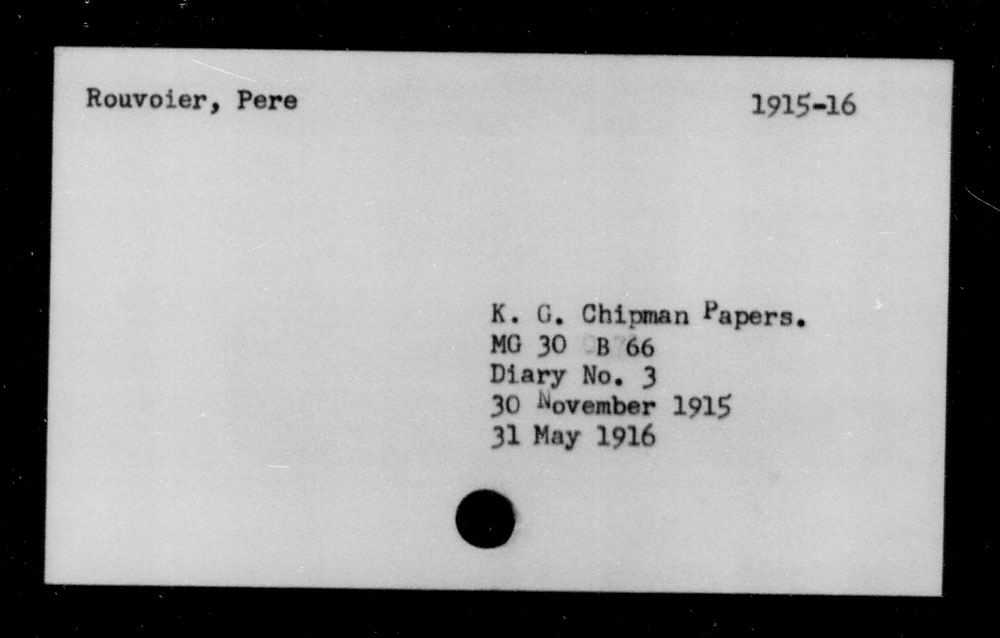 Rouvoier, Pere
1915-16
K. G. Chipman Papers.
MG 30 B 66
Diary No. 3
30 November 1915
31 May 1916